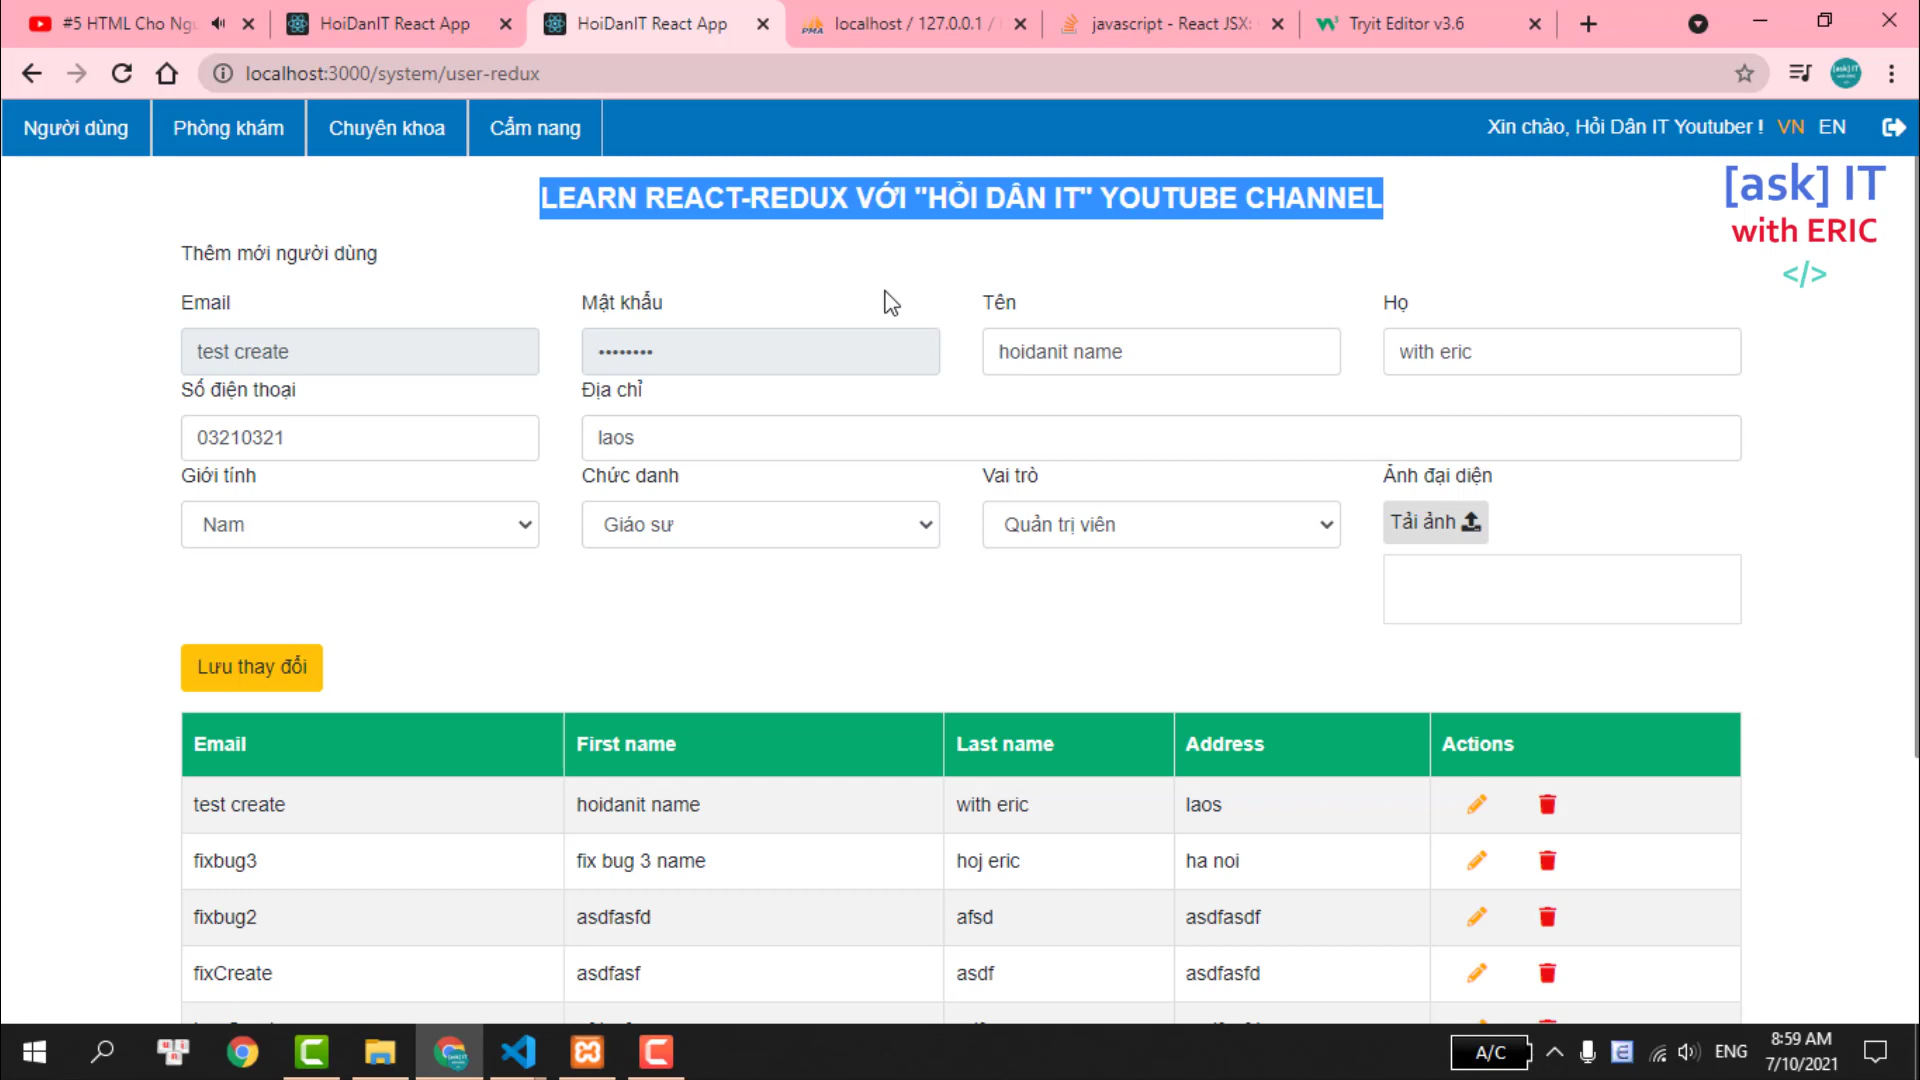 #5 HTML Cho Ng
HoiDanIT React App
HoiDanIT React App
localhost / 127.0.0.1 /
javascript - React JSX:
Tryit Editor v3.6
localhost:3000/system/user-redux
Người dùng
Phòng khám
Chuyên khoa
Cẩm nang
Xin chào, Hỏi Dân IT Youtuber !
VN
EN
LEARN REACT-REDUX VỚI "HỎI DÂN IT" YOUTUBE CHANNEL
[ask] IT
with ERIC
</>
Thêm mới người dùng
Email
Mật khẩu
Tên
Họ
test create
••••••••
hoidanit name
with eric
Số điện thoại
Địa chỉ
03210321
laos
Giới tính
Chức danh
Vai trò
Ảnh đại diện
Nam
Giáo sư
Quản trị viên
Tải ảnh
Lưu thay đổi
Email First name Last name Address Actions
test create hoidanit name with eric laos
fixbug3 fix bug 3 name hoj eric ha noi
fixbug2 asdfasfd afsd asdfasdf
fixCreate asdfasf asdf asdfasfd
A/C
ENG
8:59 AM
7/10/2021